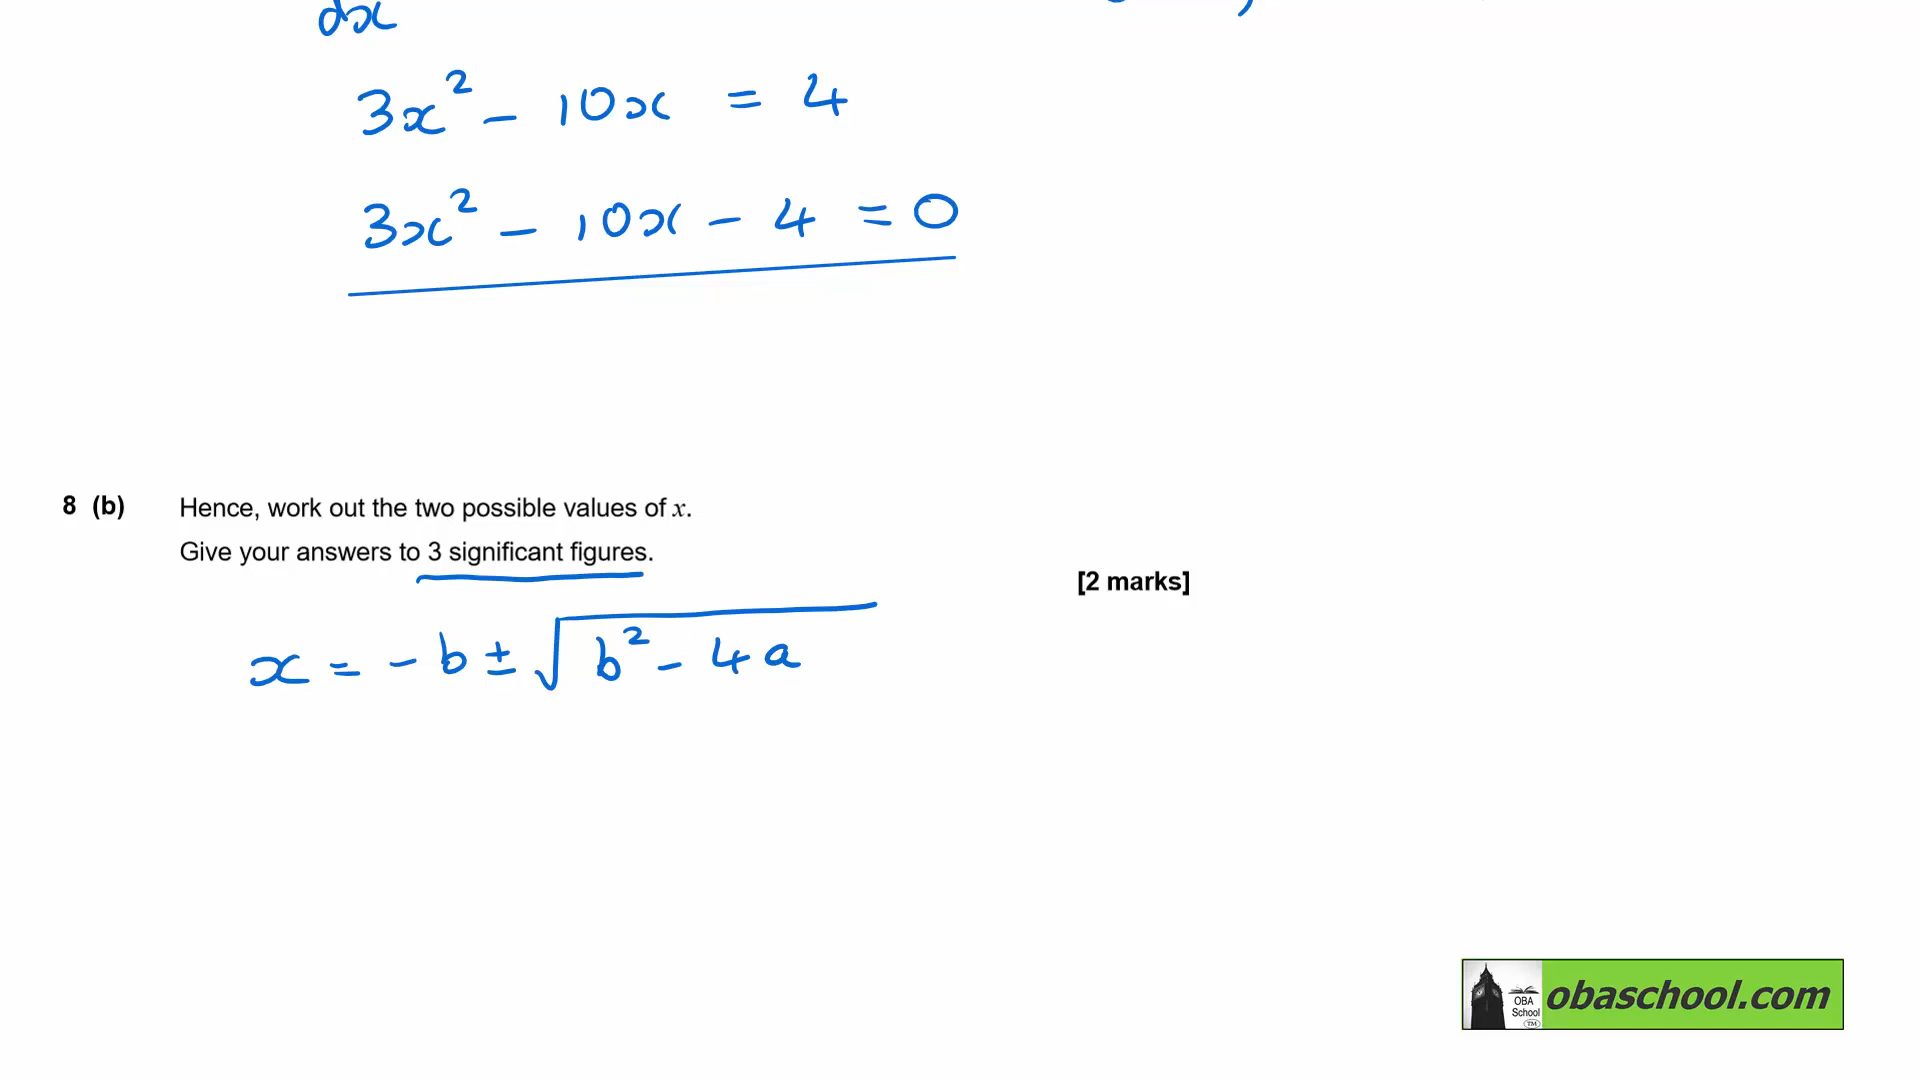 dx
3x² - 10x = 4
3x² - 10x - 4 = 0
8 (b) Hence, work out the two possible values of x.
Give your answers to 3 significant figures.
[2 marks]
x = - b ± √b² - 4a
OBA
School
TM
obaschool.com